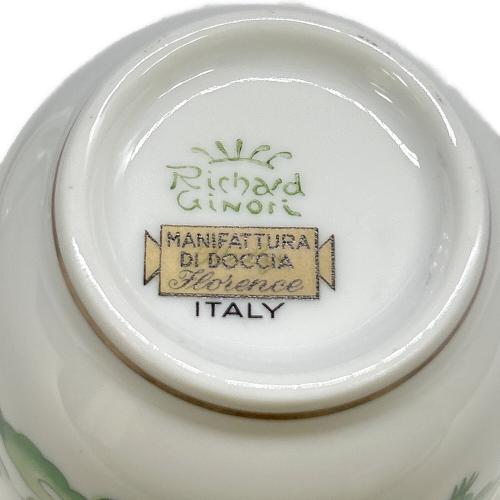 Richard
Ginori
MANIFATTURA
DI DOCCIA
Florence
ITALY